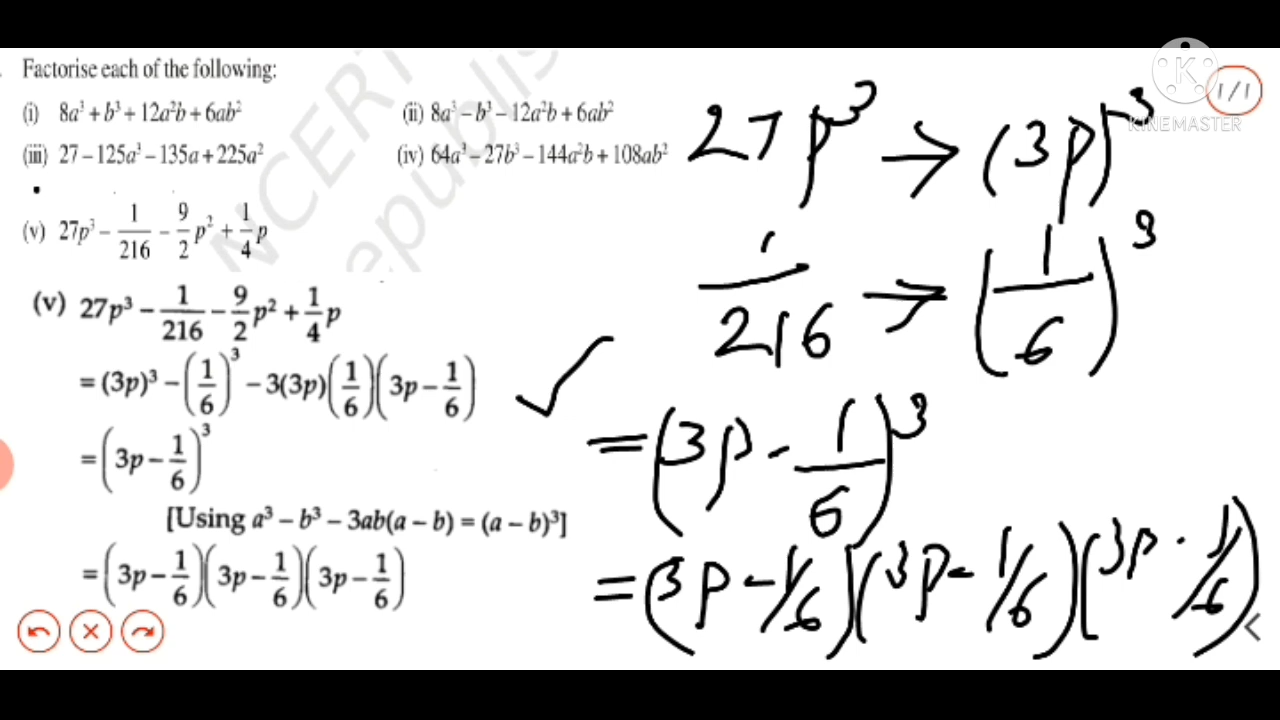 Factorise each of the following:
(i) 8a³ + b³ + 12a²b + 6ab²
(ii) 8a³ – b³ – 12a²b + 6ab²
(iii) 27 – 125a³ – 135a + 225a²
(iv) 64a³ – 27b³ – 144a²b + 108ab²
(v) 27p³ – 1/216 – 9/2 p² + 1/4 p
(v) 27p³ – 1/216 – 9/2 p² + 1/4 p
= (3p)³ – (1/6)³ – 3(3p)(1/6)(3p – 1/6)
= (3p – 1/6)³
[Using a³ – b³ – 3ab(a – b) = (a – b)³]
= (3p – 1/6)(3p – 1/6)(3p – 1/6)
27p³ → (3p)³
1/216 → (1/6)³
= (3p - 1/6)³
= (3p - 1/6)(3p - 1/6)(3p - 1/6)
K
KINEMASTER
1/1
NCERT
republis